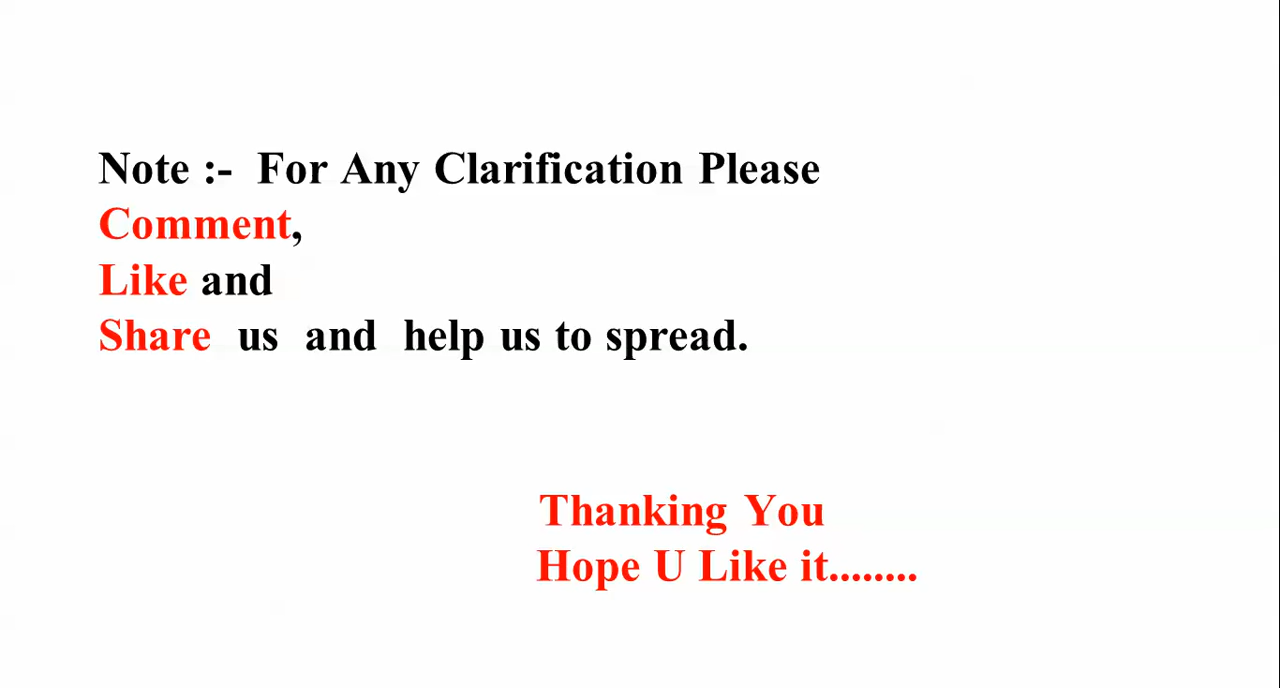 Note :- For Any Clarification Please
Comment,
Like and
Share us and help us to spread.
Thanking You
Hope U Like it........